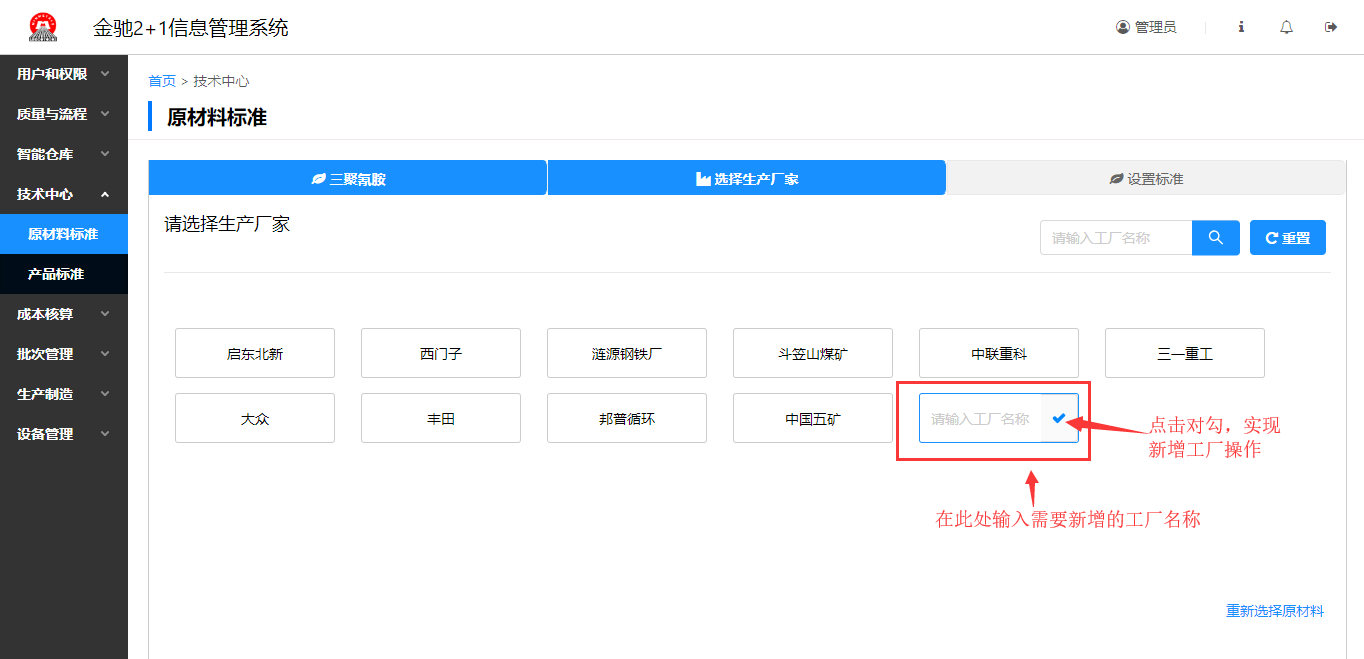 金驰2+1信息管理系统
管理员
用户和权限
质量与流程
智能仓库
技术中心
原材料标准
产品标准
成本核算
批次管理
生产制造
设备管理
首页 > 技术中心
原材料标准
三聚氰胺
选择生产厂家
设置标准
请选择生产厂家
请输入工厂名称
重置
启东北新
西门子
涟源钢铁厂
斗笠山煤矿
中联重科
三一重工
大众
丰田
邦普循环
中国五矿
请输入工厂名称
点击对勾，实现
新增工厂操作
在此处输入需要新增的工厂名称
重新选择原材料